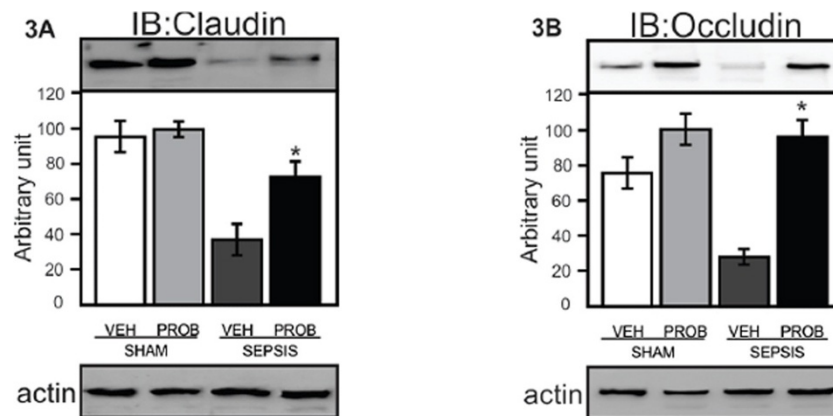 3A
IB:Claudin
120
100
80
60
40
20
0
Arbitrary unit
*
VEH PROB VEH PROB
SHAM SEPSIS
actin
3B
IB:Occludin
120
100
80
60
40
20
0
Arbitrary unit
*
VEH PROB VEH PROB
SHAM SEPSIS
actin